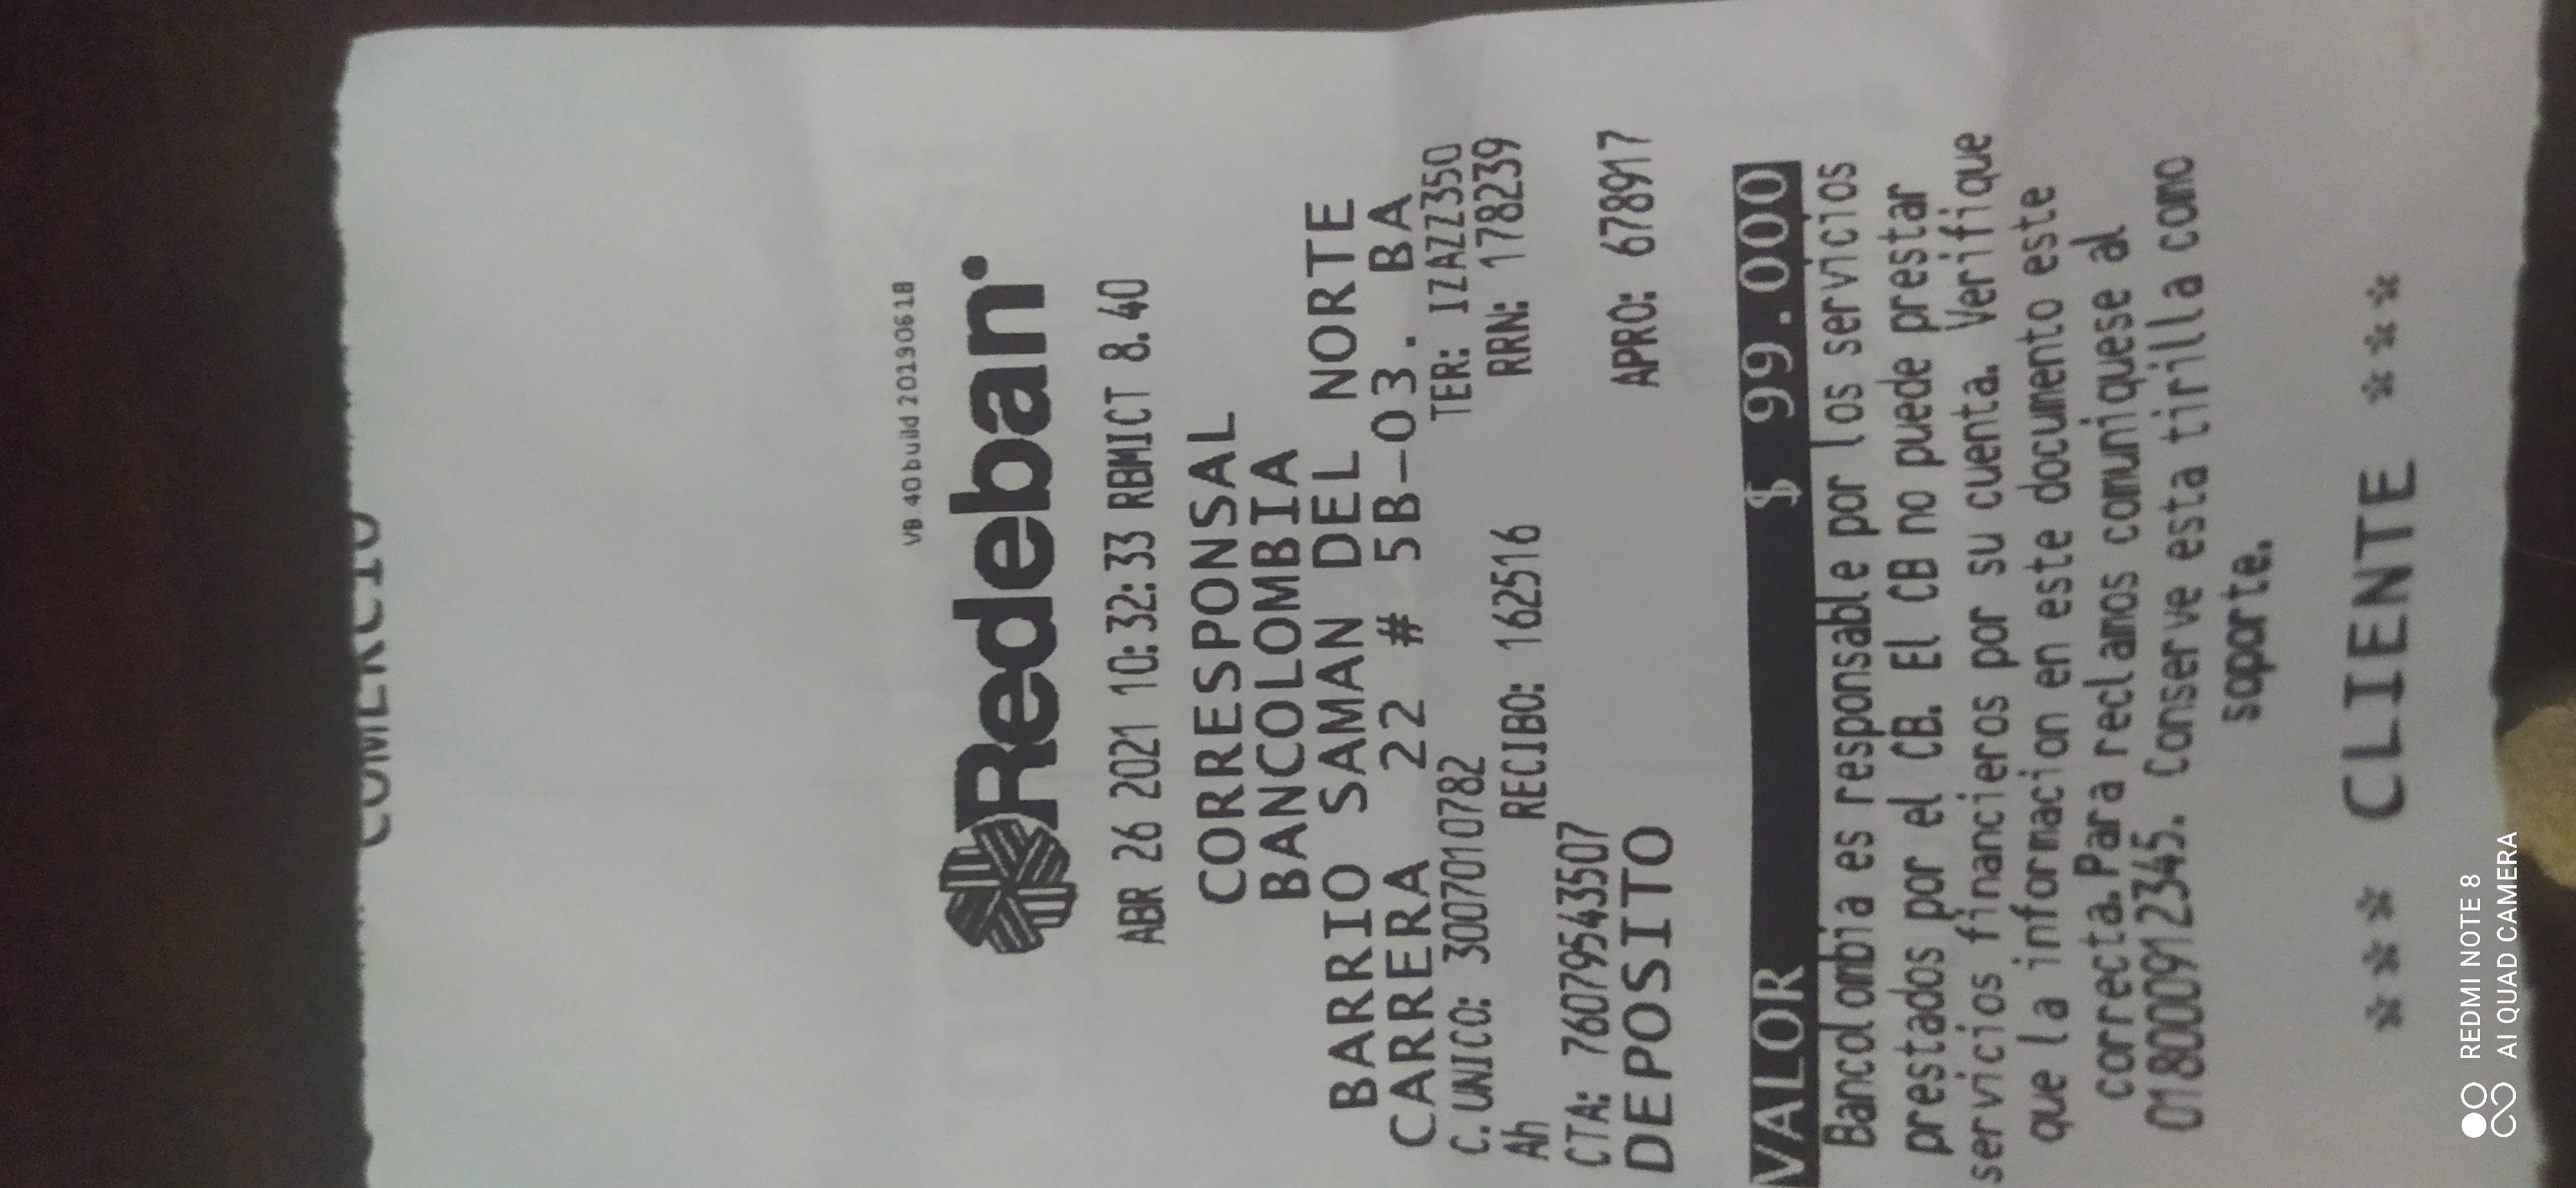 COMERCIO
V8.40build 20190618
Redeban
ABR 26 2021 10:32:33 RBMICT 8.40
CORRESPONSAL
BANCOLOMBIA
BARRIO SAMAN DEL NORTE
CARRERA 22 # 5B-03. BA
C. UNICO: 3007010782 TER: IZAZZ350
Ah RECIBO: 162516 RRN: 178239
CTA: 76079543507
DEPOSITO APRO: 678917
VALOR $ 99.000
Bancolombia es responsable por los servicios
prestados por el CB. El CB no puede prestar
servicios financieros por su cuenta. Verifique
que la informacion en este documento este
correcta.Para reclamos comuniquese al
018000912345. Conserve esta tirilla como
soporte.
*** CLIENTE ***
REDMI NOTE 8
AI QUAD CAMERA